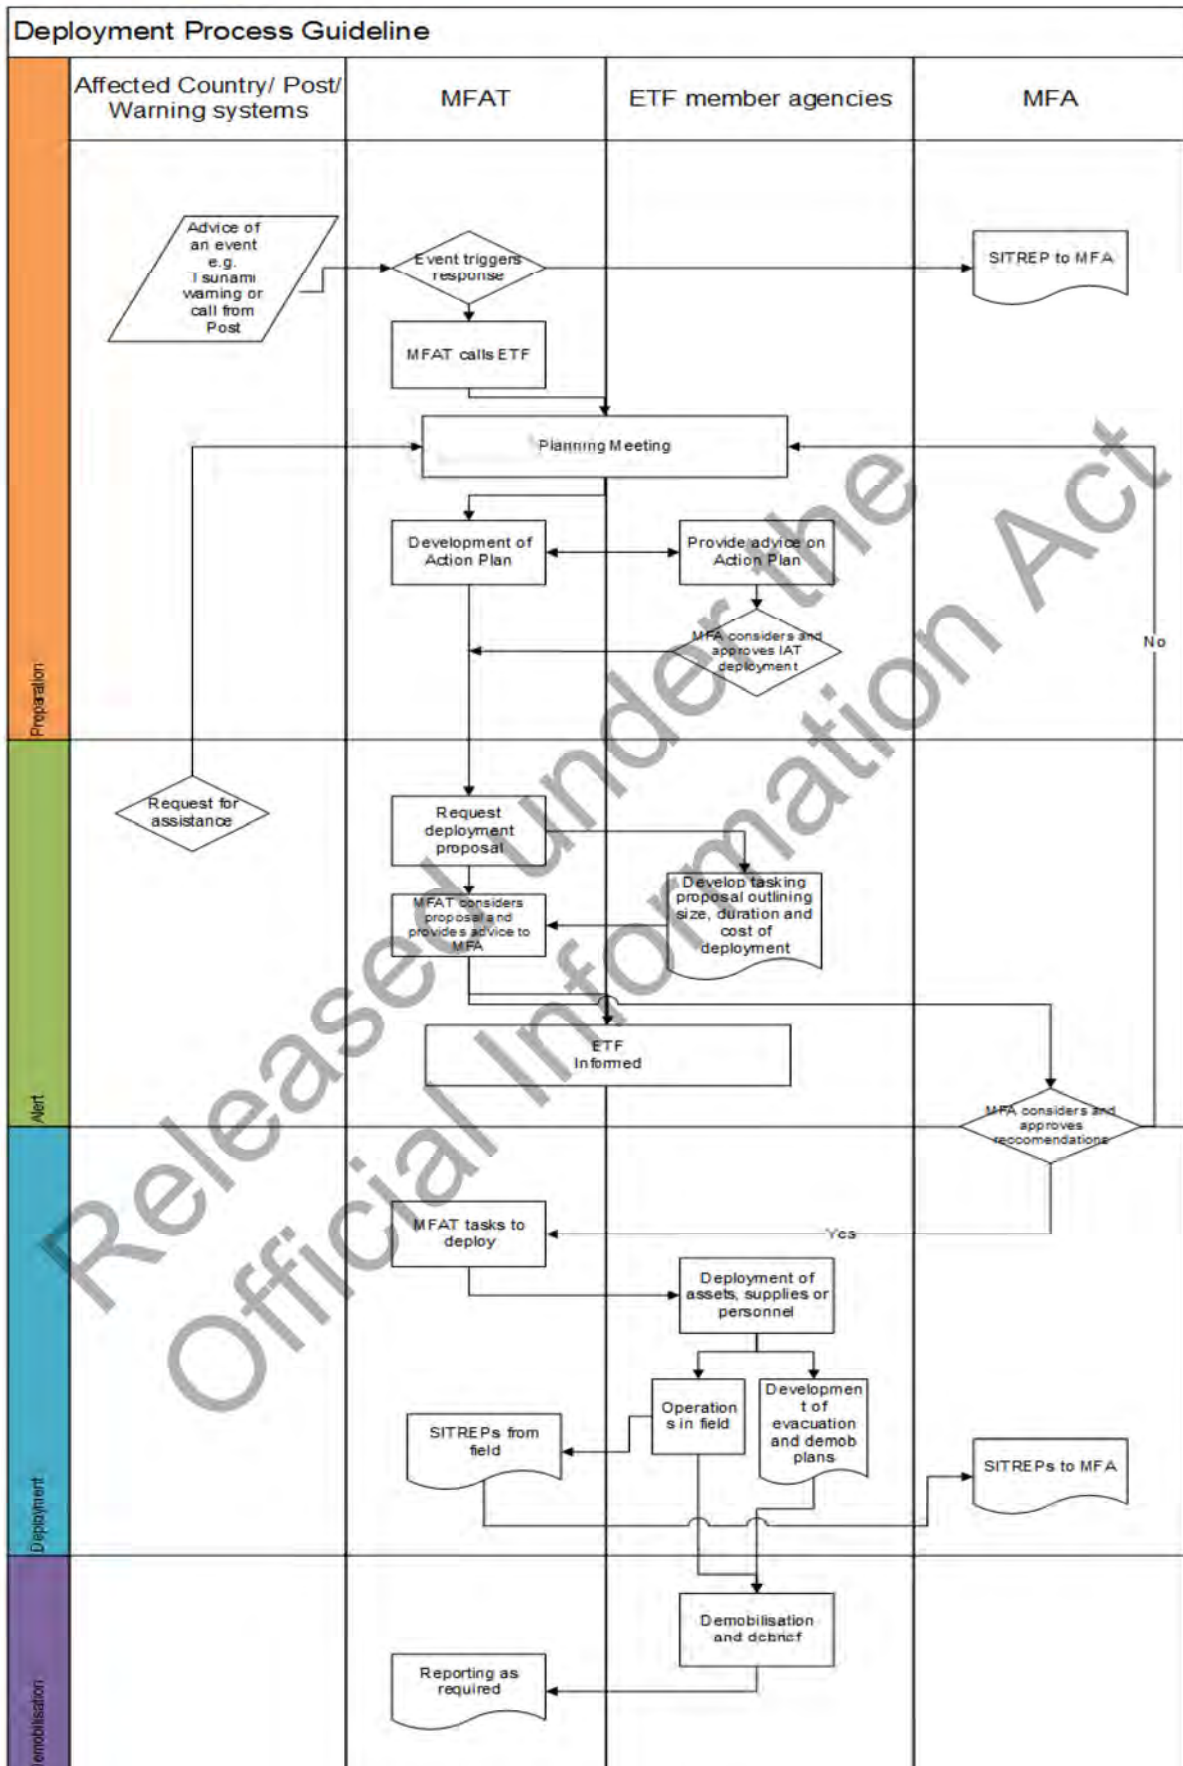 Deployment Process Guideline
Affected Country/ Post/
Warning systems
MFAT
ETF member agencies
MFA
Advice of
an event
e.g.
Tsunami
warning or
call from
Post
Event triggers
response
SITREP to MFA
MFAT calls ETF
Planning Meeting
Development of
Action Plan
Provide advice on
Action Plan
MFA considers and
approves IAT
deployment
No
Preparation
Request for
assistance
Request
deployment
proposal
Develop tasking
proposal outlining
size, duration and
cost of
deployment
MFAT considers
proposal and
provides advice to
MFA
ETF
Informed
MFA considers and
approves
reccomendations
Alert
MFAT tasks to
deploy
Yes
Deployment of
assets, supplies or
personnel
Operation
s in field
Developmen
t of
evacuation
and demob
plans
SITREPs from
field
SITREPs to MFA
Deployment
Demobilisation
and debrief
Reporting as
required
emobilisation
Released under the
Official Information Act